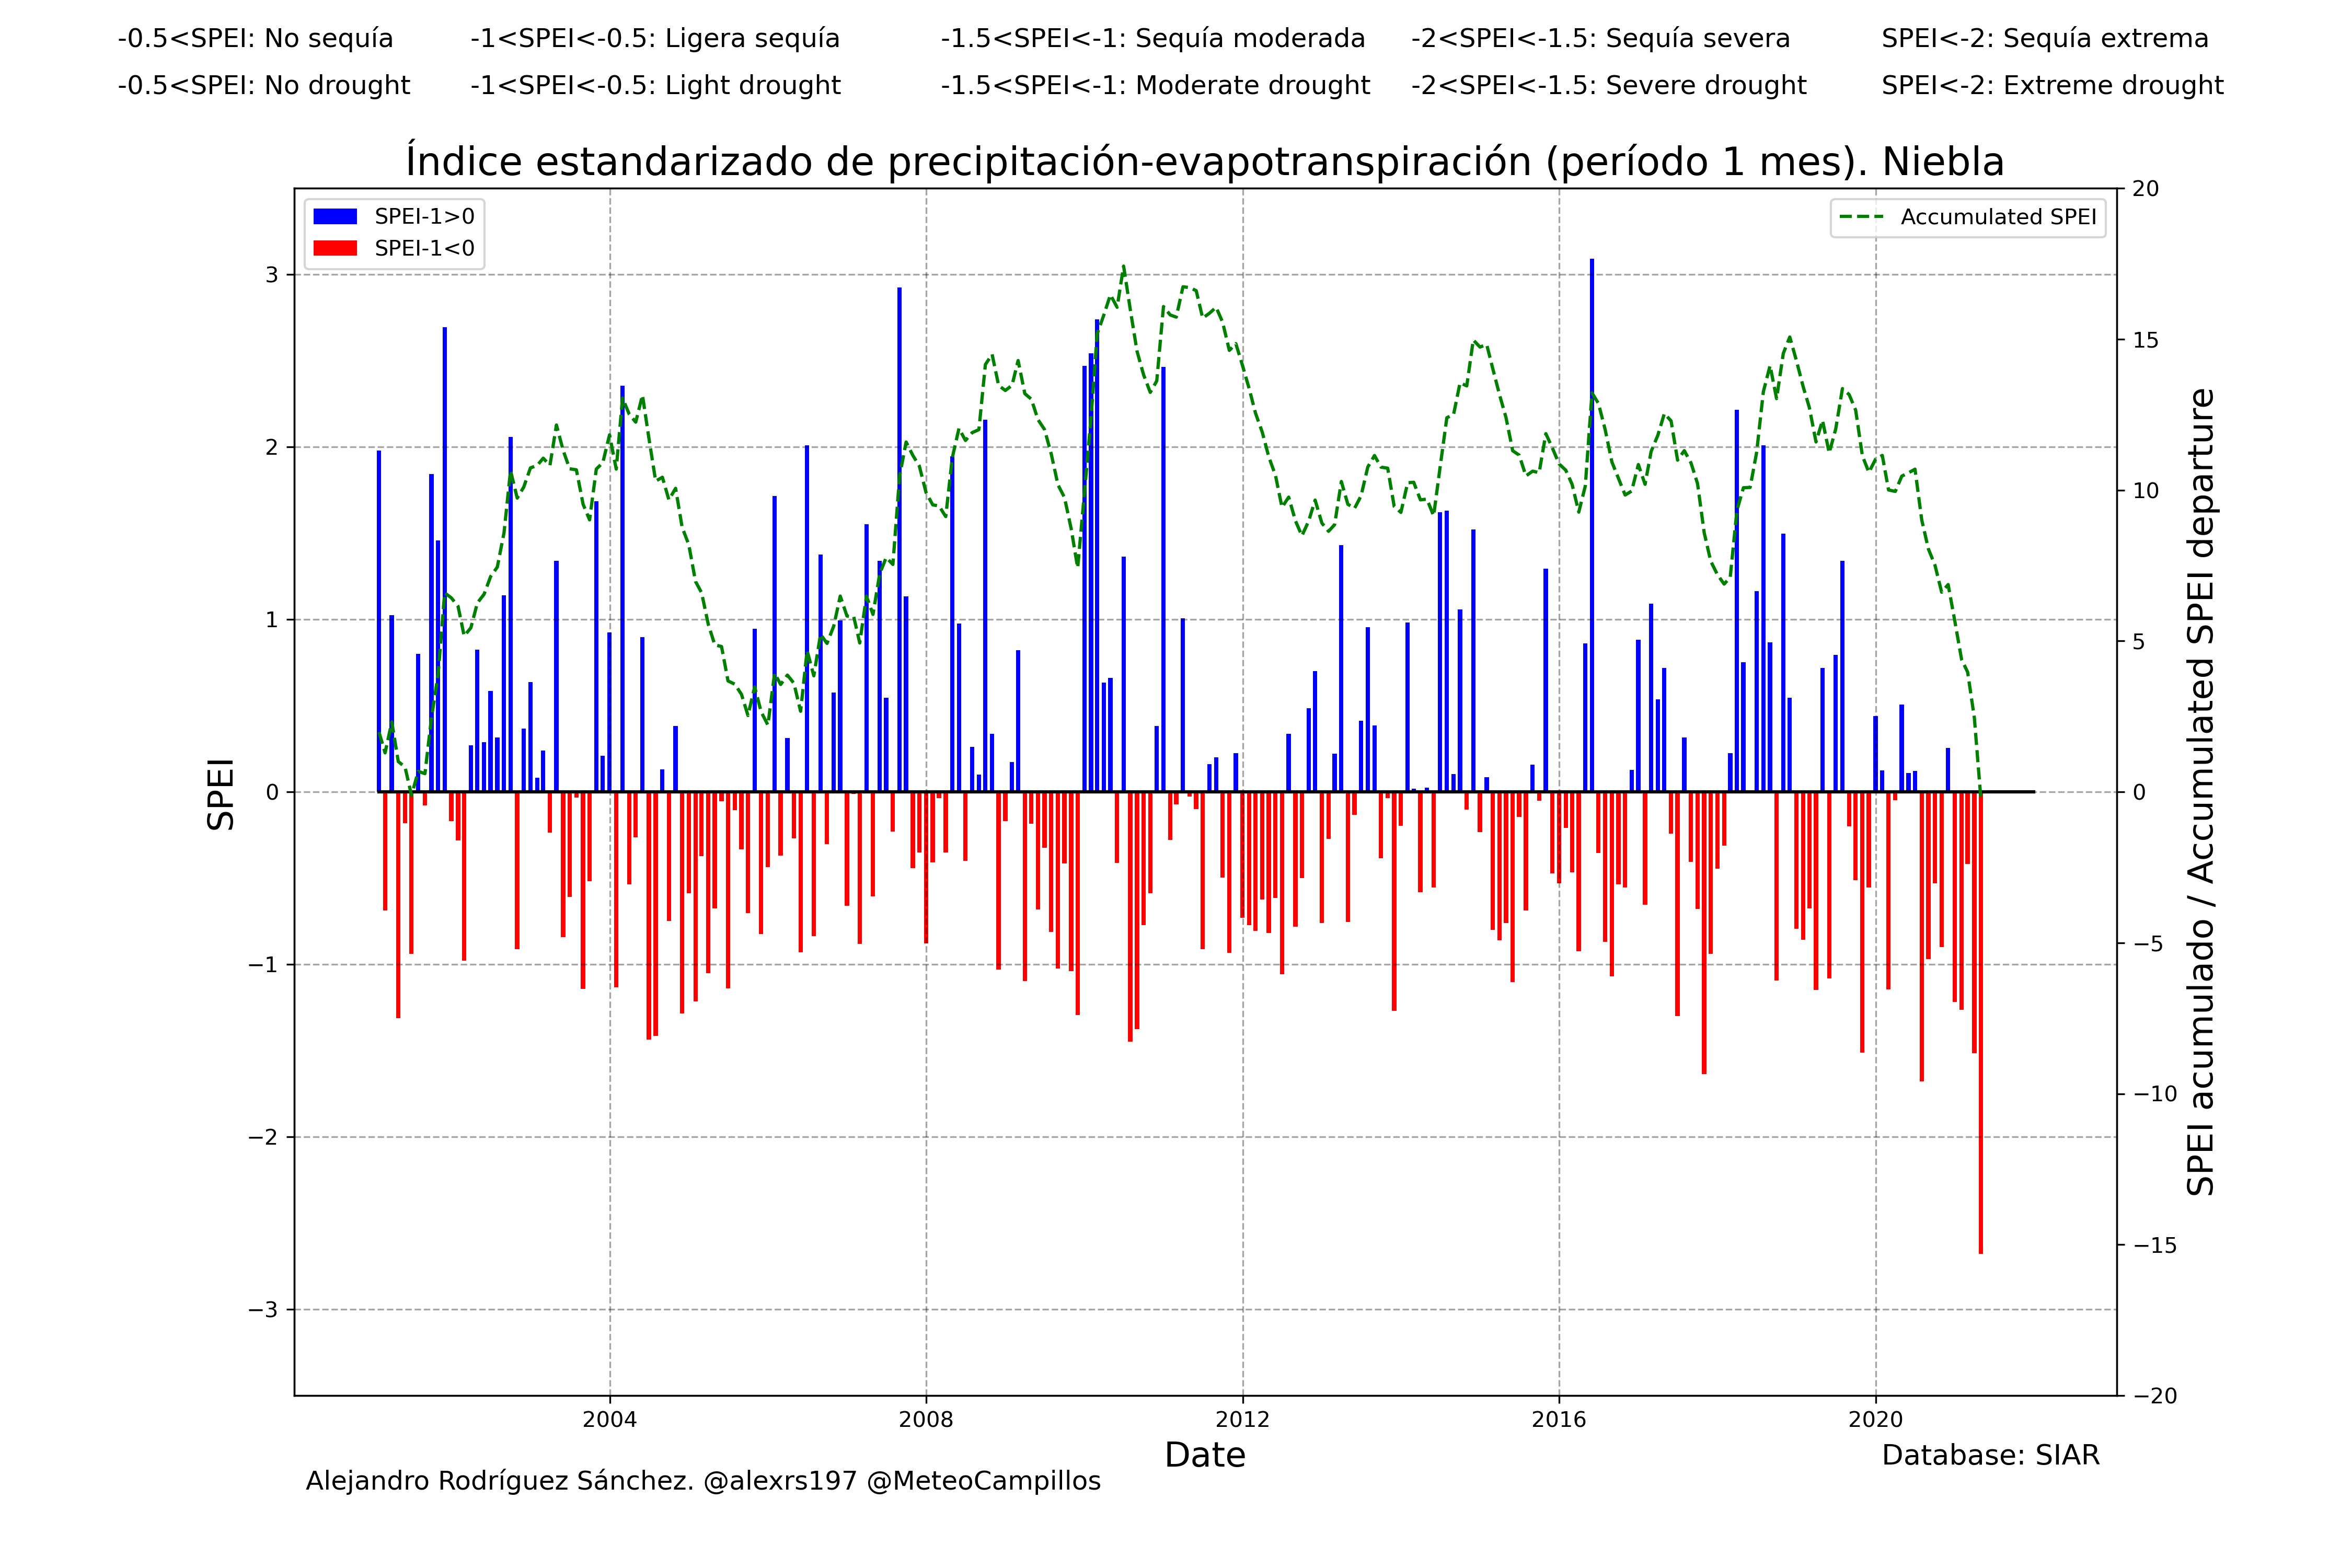 -0.5<SPEI: No sequía -1<SPEI<-0.5: Ligera sequía -1.5<SPEI<-1: Sequía moderada -2<SPEI<-1.5: Sequía severa SPEI<-2: Sequía extrema
-0.5<SPEI: No drought -1<SPEI<-0.5: Light drought -1.5<SPEI<-1: Moderate drought -2<SPEI<-1.5: Severe drought SPEI<-2: Extreme drought
Índice estandarizado de precipitación-evapotranspiración (período 1 mes). Niebla
SPEI-1>0
SPEI-1<0
Accumulated SPEI
SPEI
3
2
1
0
−1
−2
−3
20
15
10
5
0
−5
−10
−15
−20
SPEI acumulado / Accumulated SPEI departure
2004 2008 2012 2016 2020
Date
Database: SIAR
Alejandro Rodríguez Sánchez. @alexrs197 @MeteoCampillos